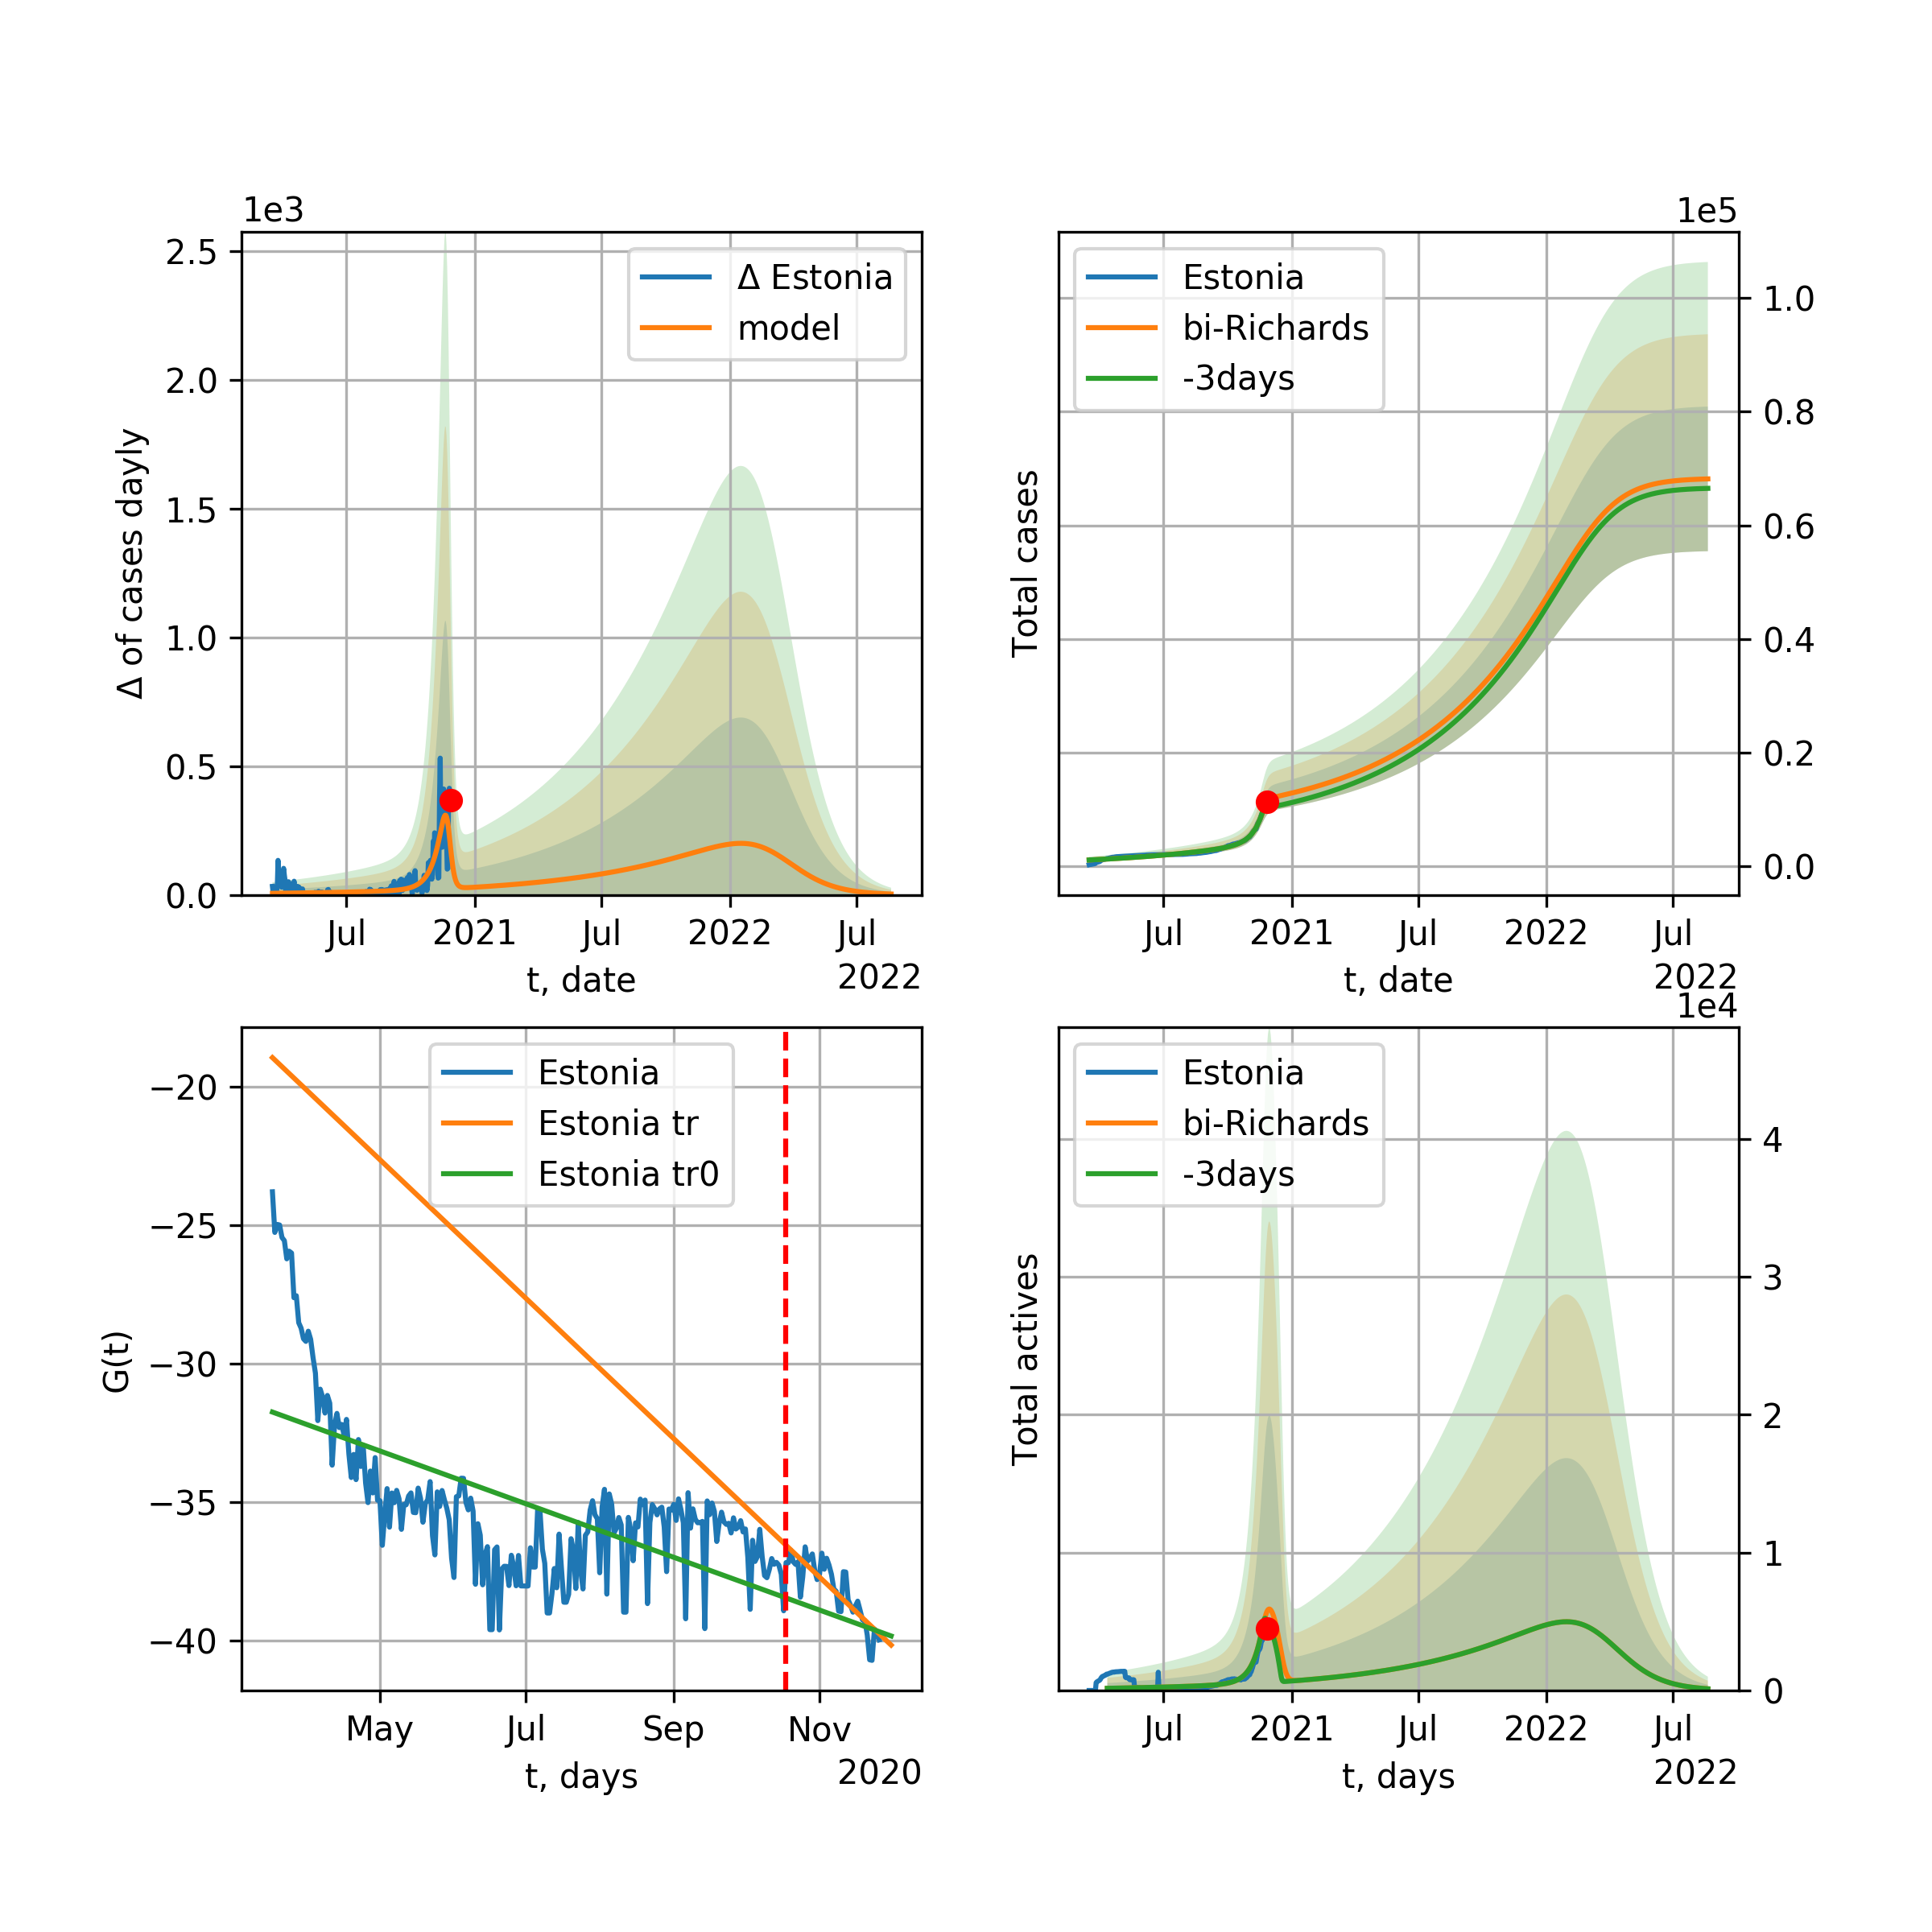 1e3
2.5
2.0
1.5
1.0
0.5
0.0
Δ of cases dayly
Δ Estonia
model
Jul
2021
Jul
2022
Jul
2022
t, date
1e5
Estonia
bi-Richards
-3days
Total cases
1.0
0.8
0.6
0.4
0.2
0.0
Jul
2021
Jul
2022
Jul
2022
t, date
−20
−25
−30
−35
−40
G(t)
Estonia
Estonia tr
Estonia tr0
May
Jul
Sep
Nov
2020
t, days
1e4
Estonia
bi-Richards
-3days
Total actives
4
3
2
1
0
Jul
2021
Jul
2022
Jul
2022
t, days